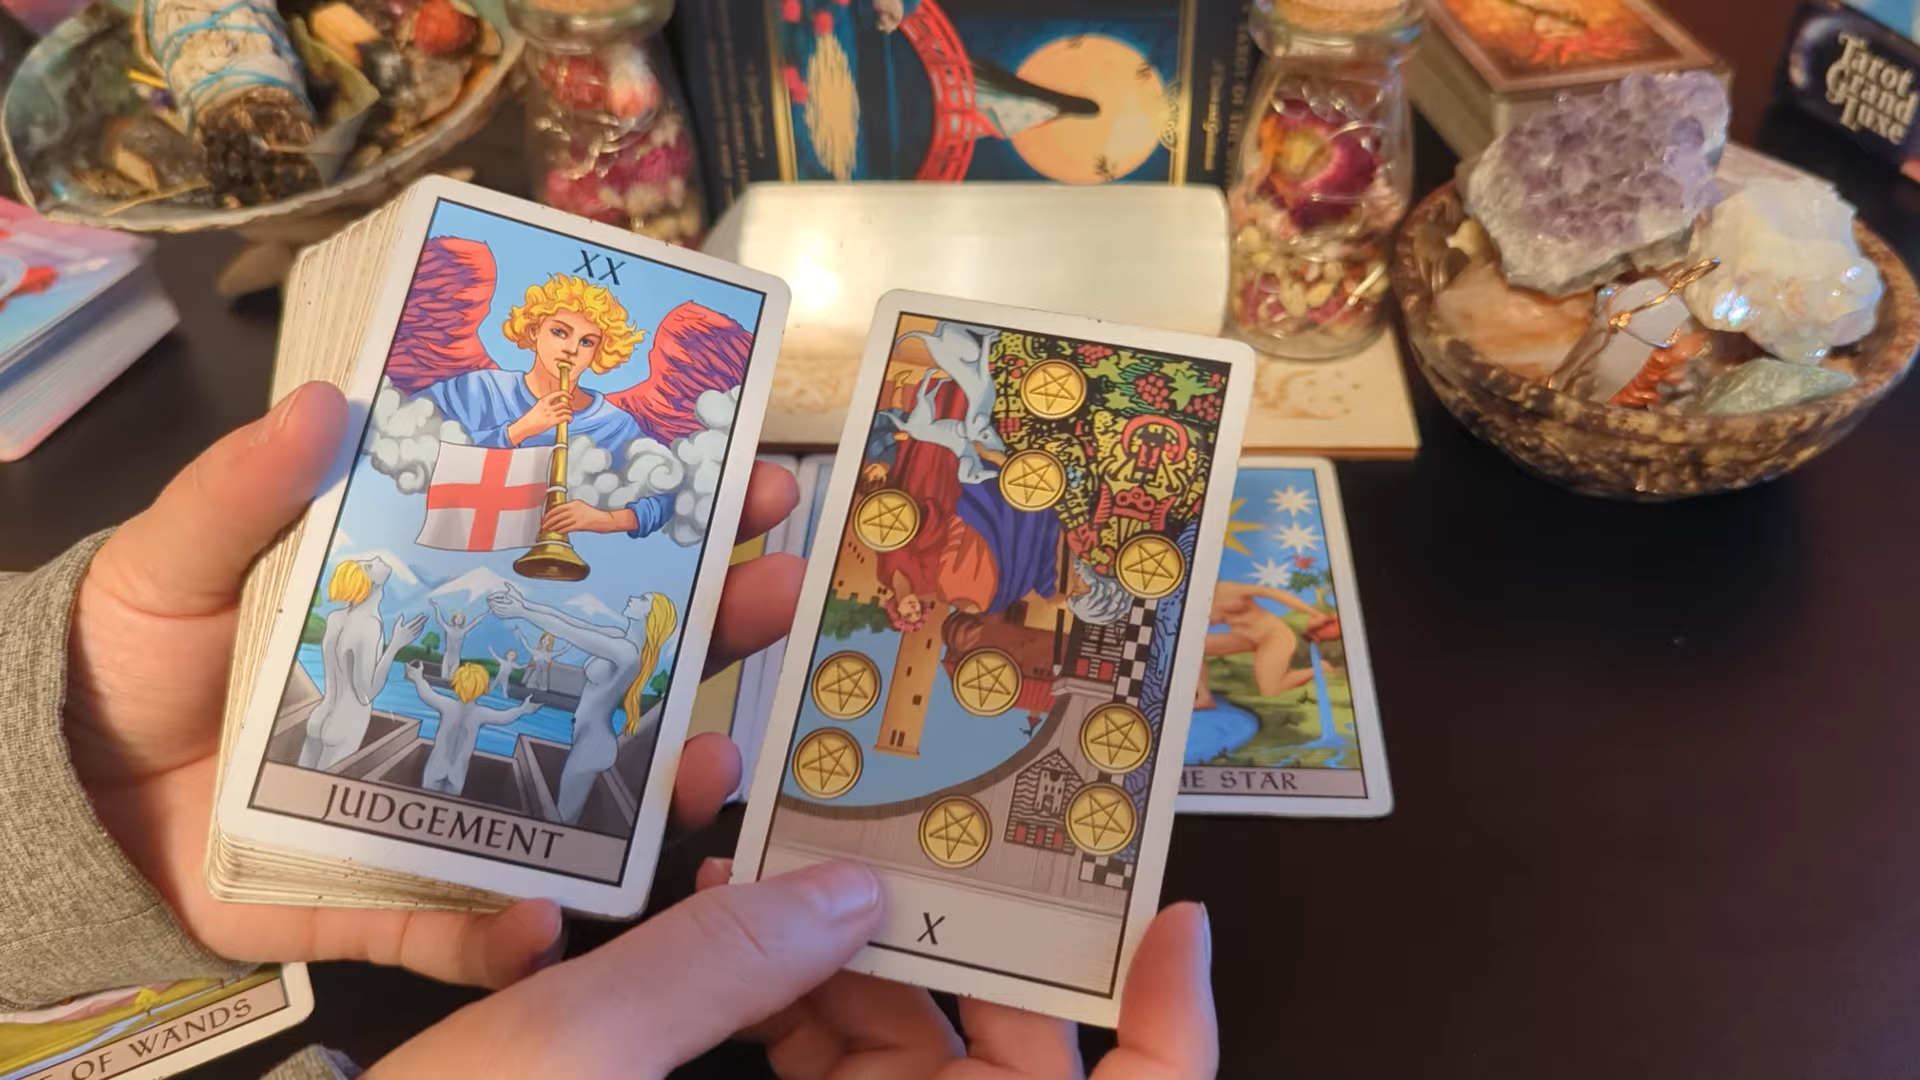 Tarot
Grand
Luxe
XX
JUDGEMENT
X
HE STAR
OF WANDS